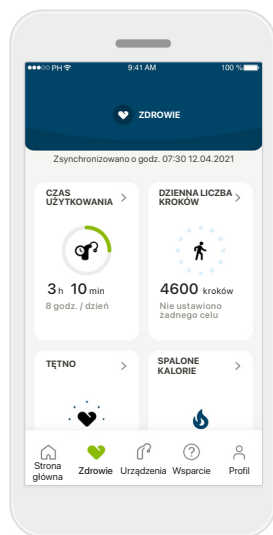 PH 9:41 AM 100 %
ZDROWIE
Zsynchronizowano o godz. 07:30 12.04.2021
CZAS
UŻYTKOWANIA
3 h 10 min
8 godz. / dzień
DZIENNA LICZBA
KROKÓW
4600 kroków
Nie ustawiono
żadnego celu
TĘTNO
SPALONE
KALORIE
Strona
główna
Zdrowie
Urządzenia
Wsparcie
Profil